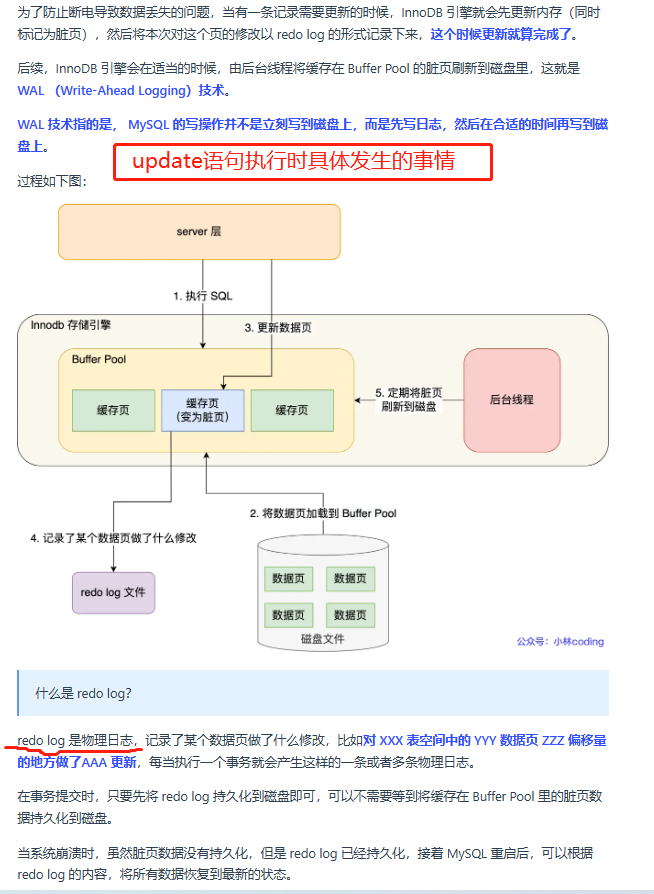 为了防止断电导致数据丢失的问题，当有一条记录需要更新的时候，InnoDB 引擎就会先更新内存（同时
标记为脏页），然后将本次对这个页的修改以 redo log 的形式记录下来，这个时候更新就算完成了。
后续，InnoDB 引擎会在适当的时候，由后台线程将缓存在 Buffer Pool 的脏页刷新到磁盘里，这就是
WAL （Write-Ahead Logging）技术。
WAL 技术指的是， MySQL 的写操作并不是立刻写到磁盘上，而是先写日志，然后在合适的时间再写到磁
盘上。
update语句执行时具体发生的事情
过程如下图：
server 层
1. 执行 SQL
Innodb 存储引擎
3. 更新数据页
Buffer Pool
缓存页
缓存页
（变为脏页）
缓存页
5. 定期将脏页
刷新到磁盘
后台线程
2. 将数据页加载到 Buffer Pool
4. 记录了某个数据页做了什么修改
redo log 文件
数据页
数据页
数据页
数据页
磁盘文件
公众号：小林coding
什么是 redo log?
redo log 是物理日志，记录了某个数据页做了什么修改，比如对 XXX 表空间中的 YYY 数据页 ZZZ 偏移量
的地方做了AAA 更新，每当执行一个事务就会产生这样的一条或者多条物理日志。
在事务提交时，只要先将 redo log 持久化到磁盘即可，可以不需要等到将缓存在 Buffer Pool 里的脏页数
据持久化到磁盘。
当系统崩溃时，虽然脏页数据没有持久化，但是 redo log 已经持久化，接着 MySQL 重启后，可以根据
redo log 的内容，将所有数据恢复到最新的状态。